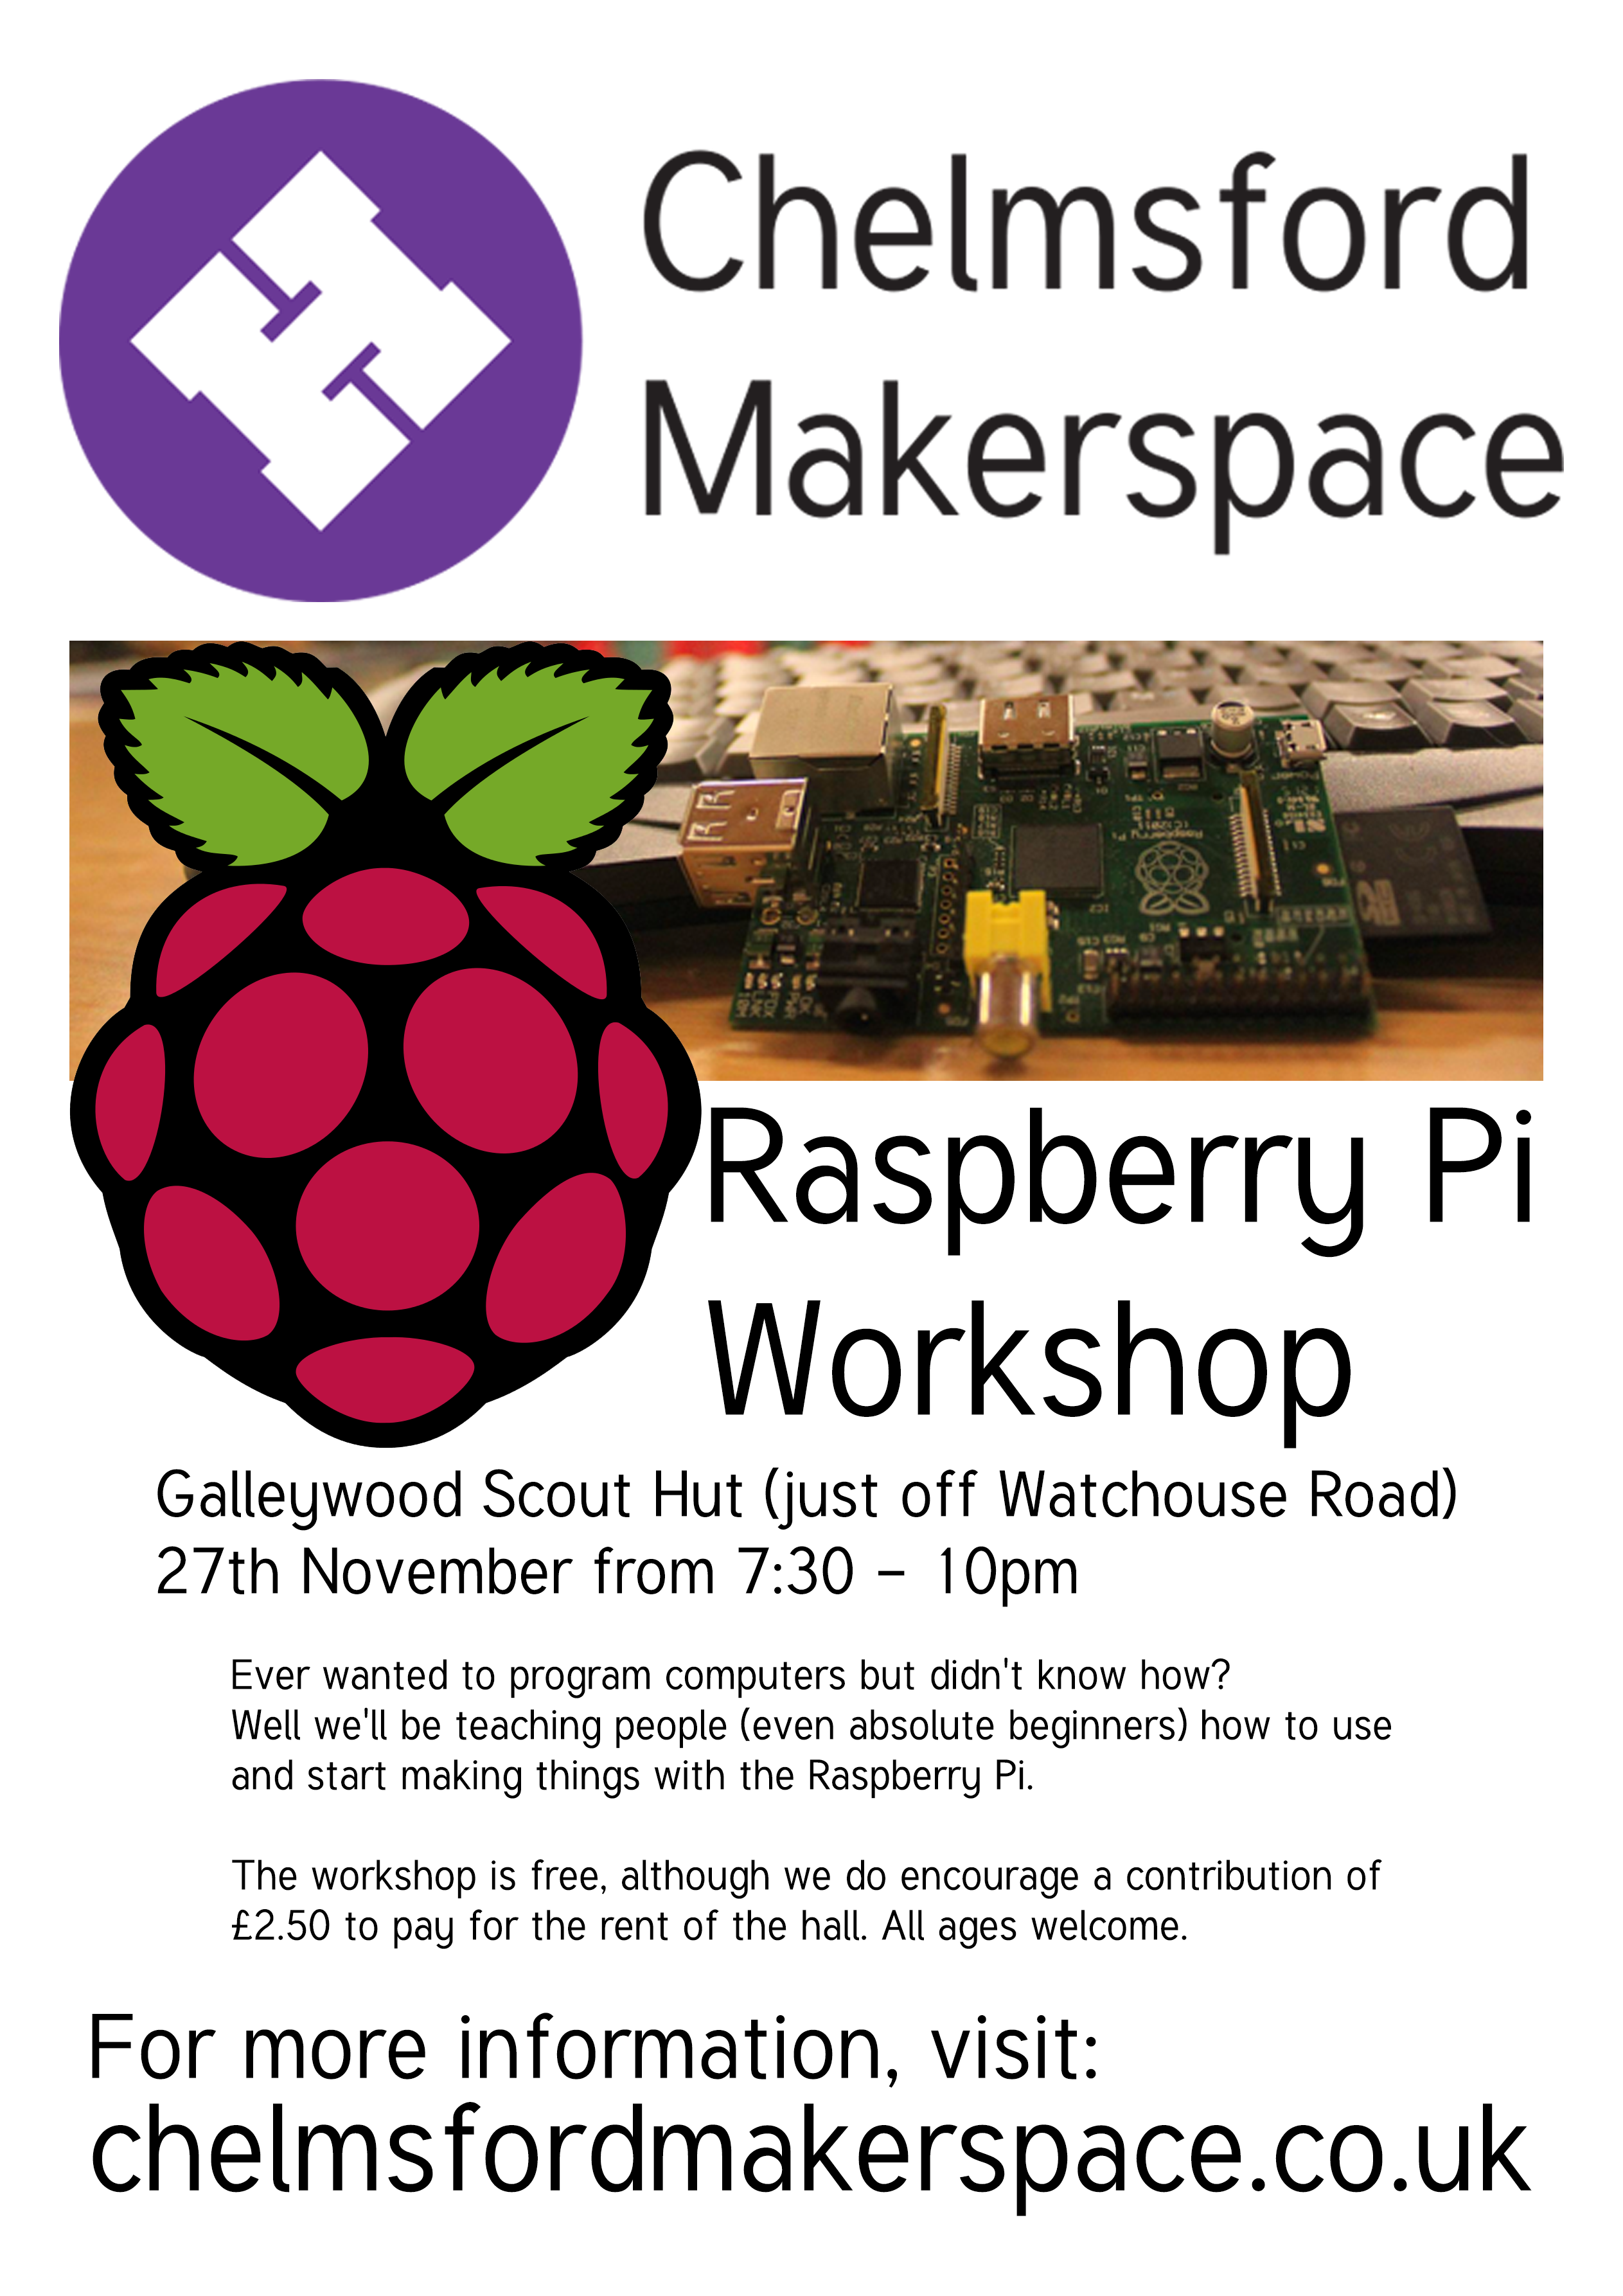 Chelmsford
Makerspace
Raspberry Pi
Workshop
Galleywood Scout Hut (just off Watchouse Road)
27th November from 7:30 – 10pm
Ever wanted to program computers but didn't know how?
Well we'll be teaching people (even absolute beginners) how to use
and start making things with the Raspberry Pi.
The workshop is free, although we do encourage a contribution of
£2.50 to pay for the rent of the hall. All ages welcome.
For more information, visit:
chelmsfordmakerspace.co.uk